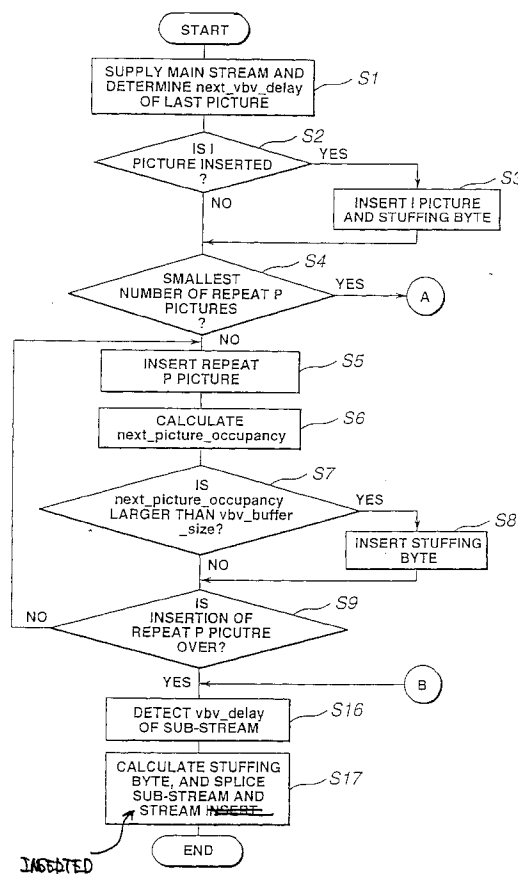 START
SUPPLY MAIN STREAM AND
DETERMINE next_vbv_delay
OF LAST PICTURE
S1
IS I
PICTURE INSERTED
?
S2
YES
NO
INSERT I PICTURE
AND STUFFING BYTE
S3
SMALLEST
NUMBER OF REPEAT P
PICTURES
?
S4
YES
A
NO
INSERT REPEAT
P PICTURE
S5
CALCULATE
next_picture_occupancy
S6
IS
next_picture_occupancy
LARGER THAN vbv_buffer
_size?
S7
YES
NO
INSERT STUFFING
BYTE
S8
IS
INSERTION OF
REPEAT P PICUTRE
OVER?
S9
NO
YES
B
DETECT vbv_delay
OF SUB-STREAM
S16
CALCULATE STUFFING
BYTE, AND SPLICE
SUB-STREAM AND
STREAM INSERT
S17
INSERTED
END